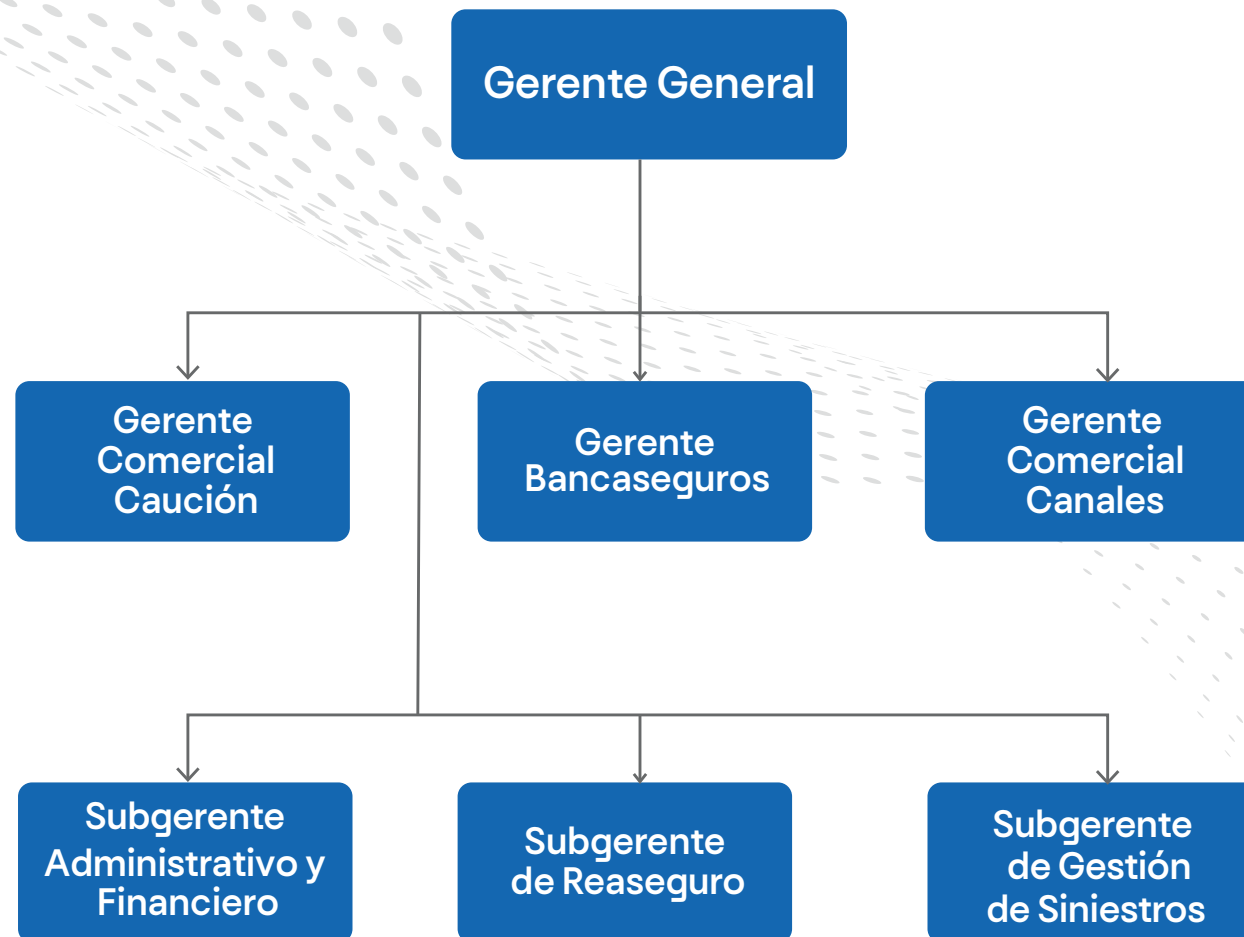 Gerente General
Gerente
Comercial
Caución
Gerente
Bancaseguros
Gerente
Comercial
Canales
Subgerente
Administrativo y
Financiero
Subgerente
de Reaseguro
Subgerente
de Gestión
de Siniestros